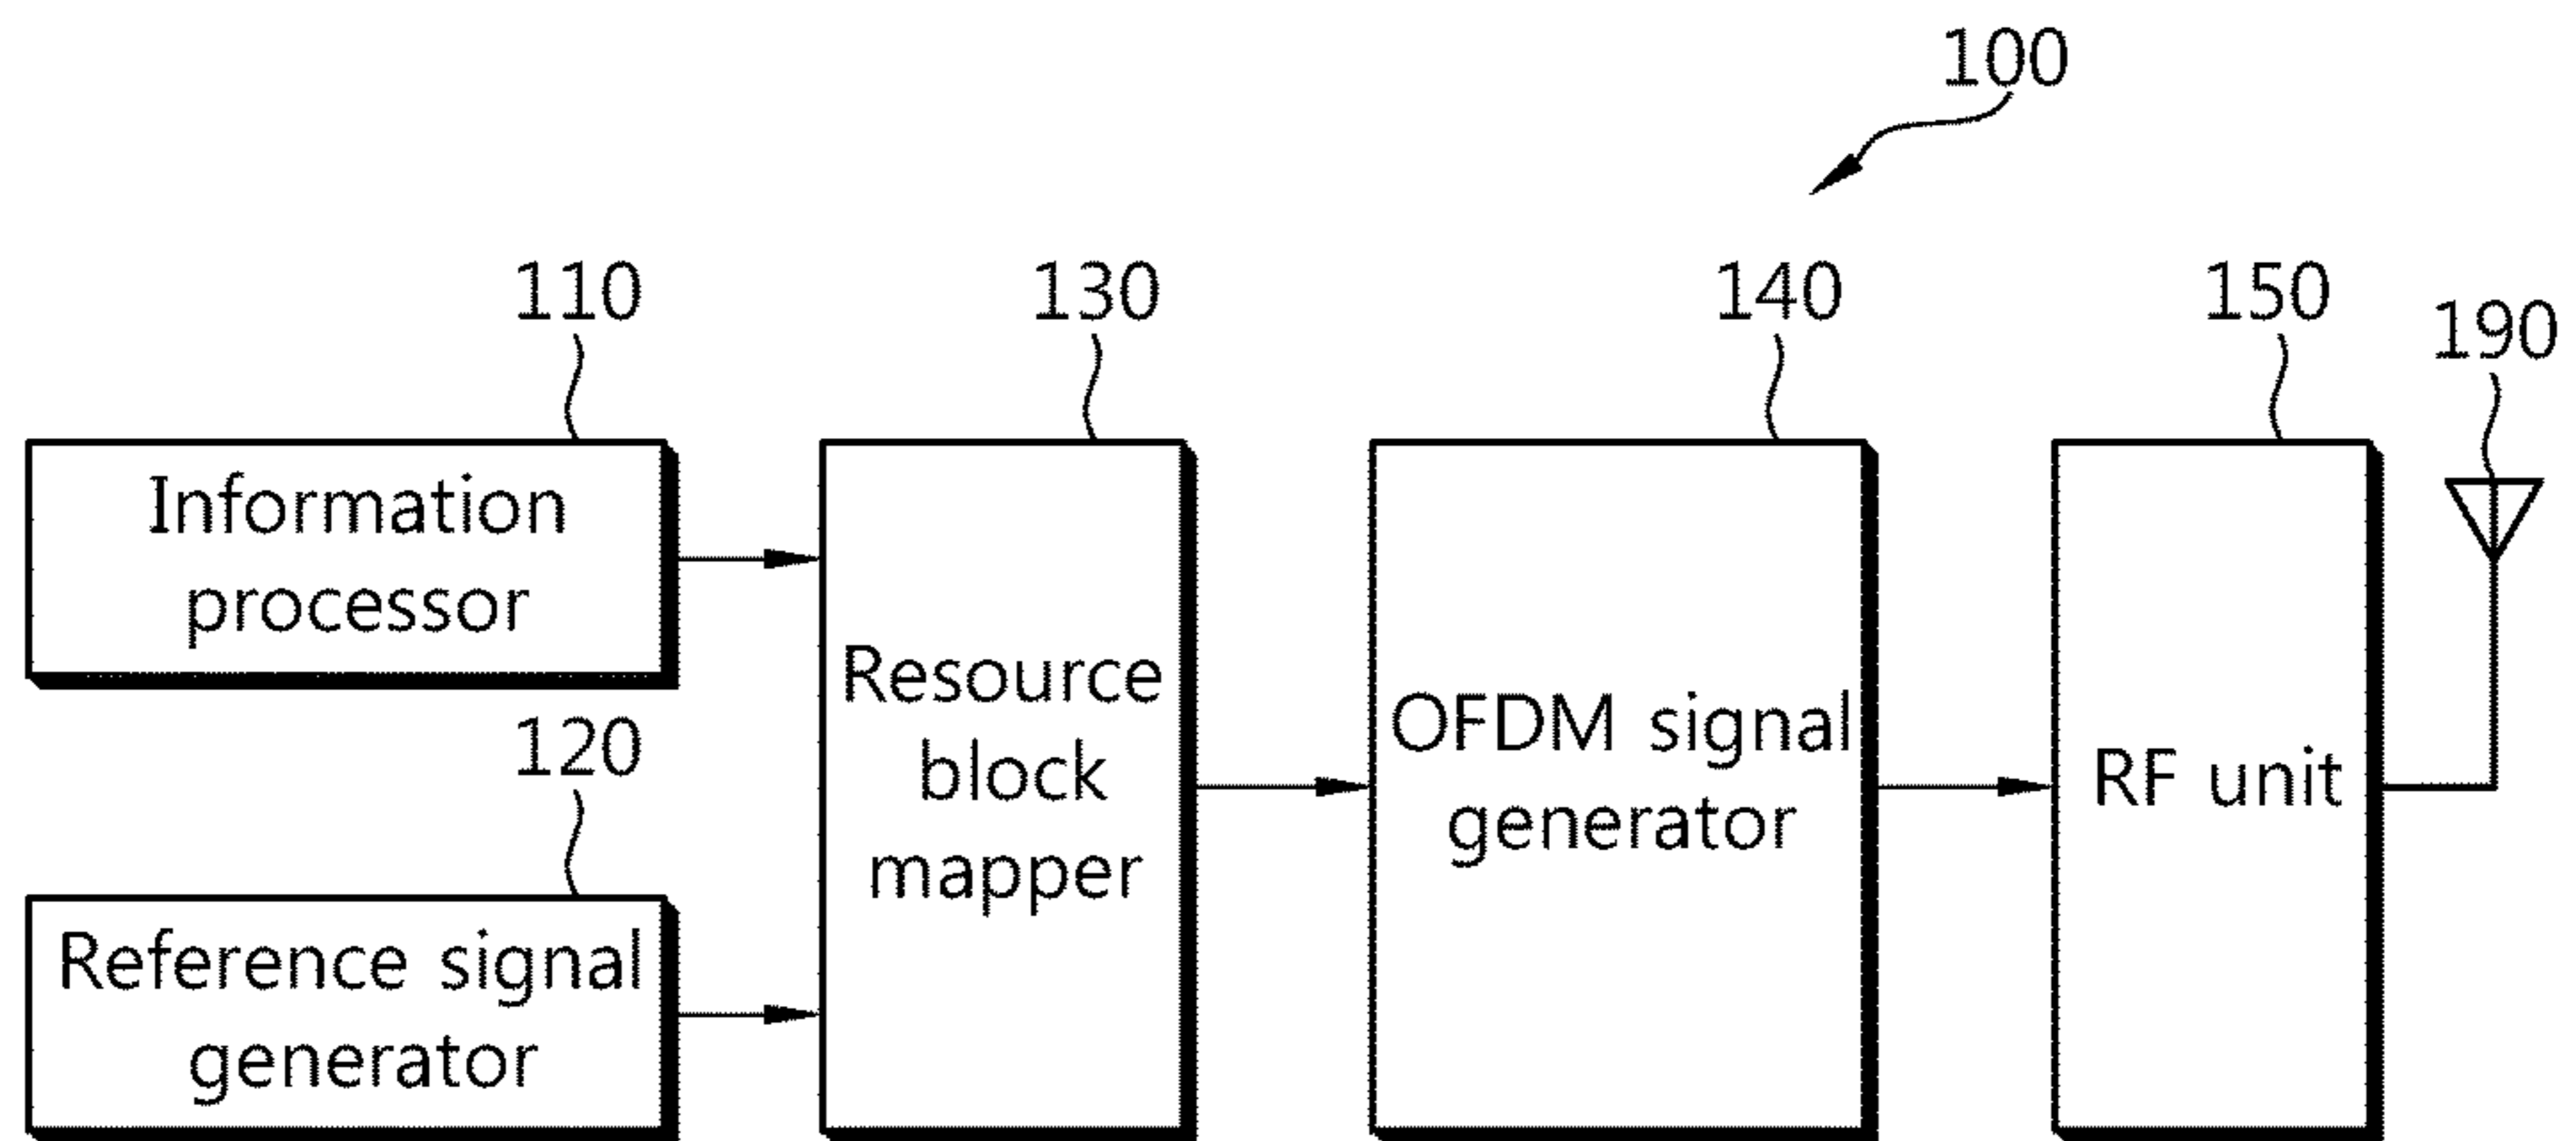 100
110
130
140
150
190
Information
processor
120
Resource
block
mapper
OFDM signal
generator
RF unit
Reference signal
generator